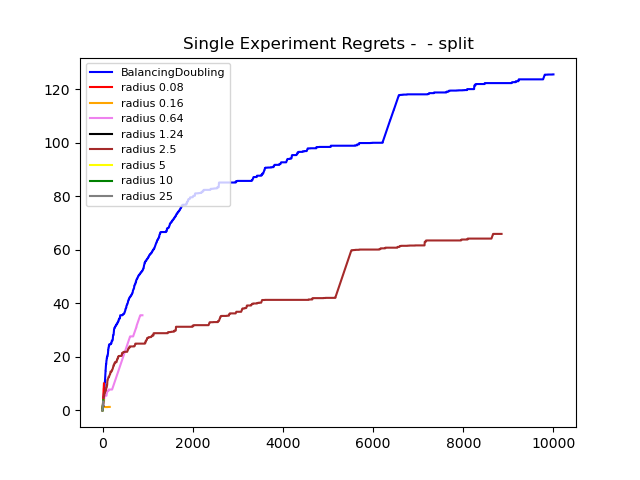 Single Experiment Regrets -  - split
BalancingDoubling
radius 0.08
radius 0.16
radius 0.64
radius 1.24
radius 2.5
radius 5
radius 10
radius 25
120
100
80
60
40
20
0
0 2000 4000 6000 8000 10000